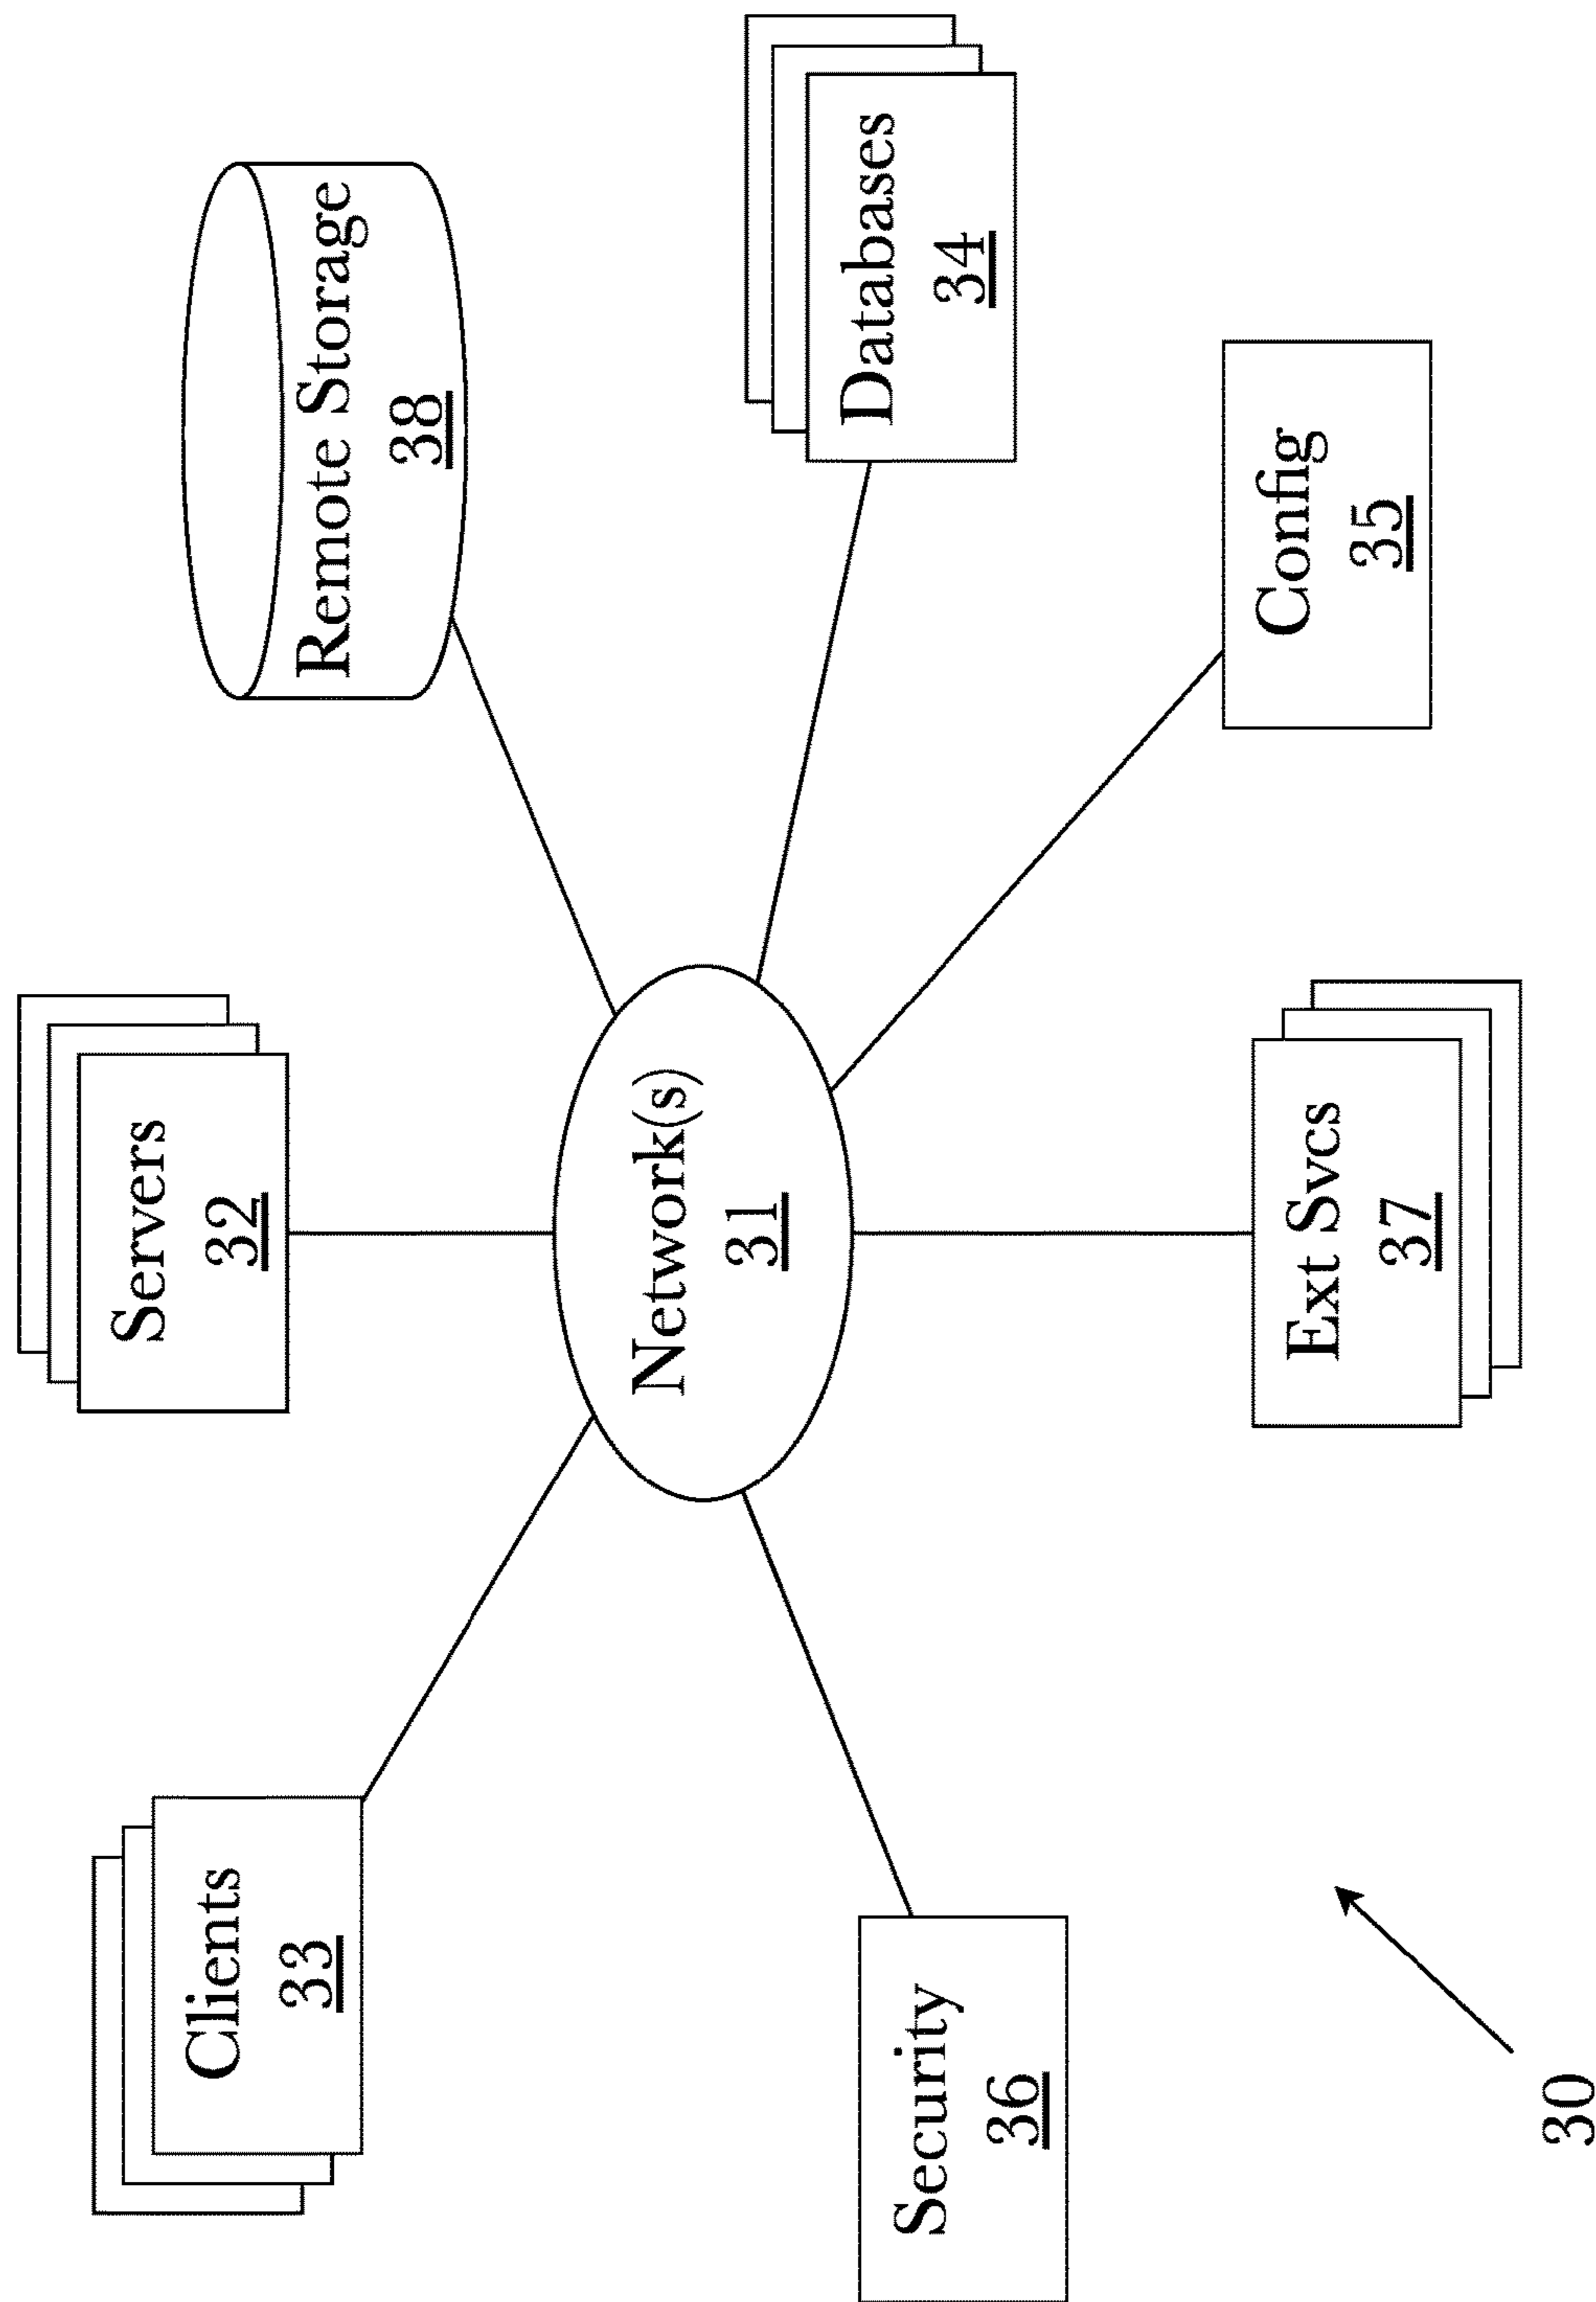 Clients
33
Servers
32
Remote Storage
38
Network(s)
31
Security
36
Databases
34
Ext Svcs
37
Config
35
30